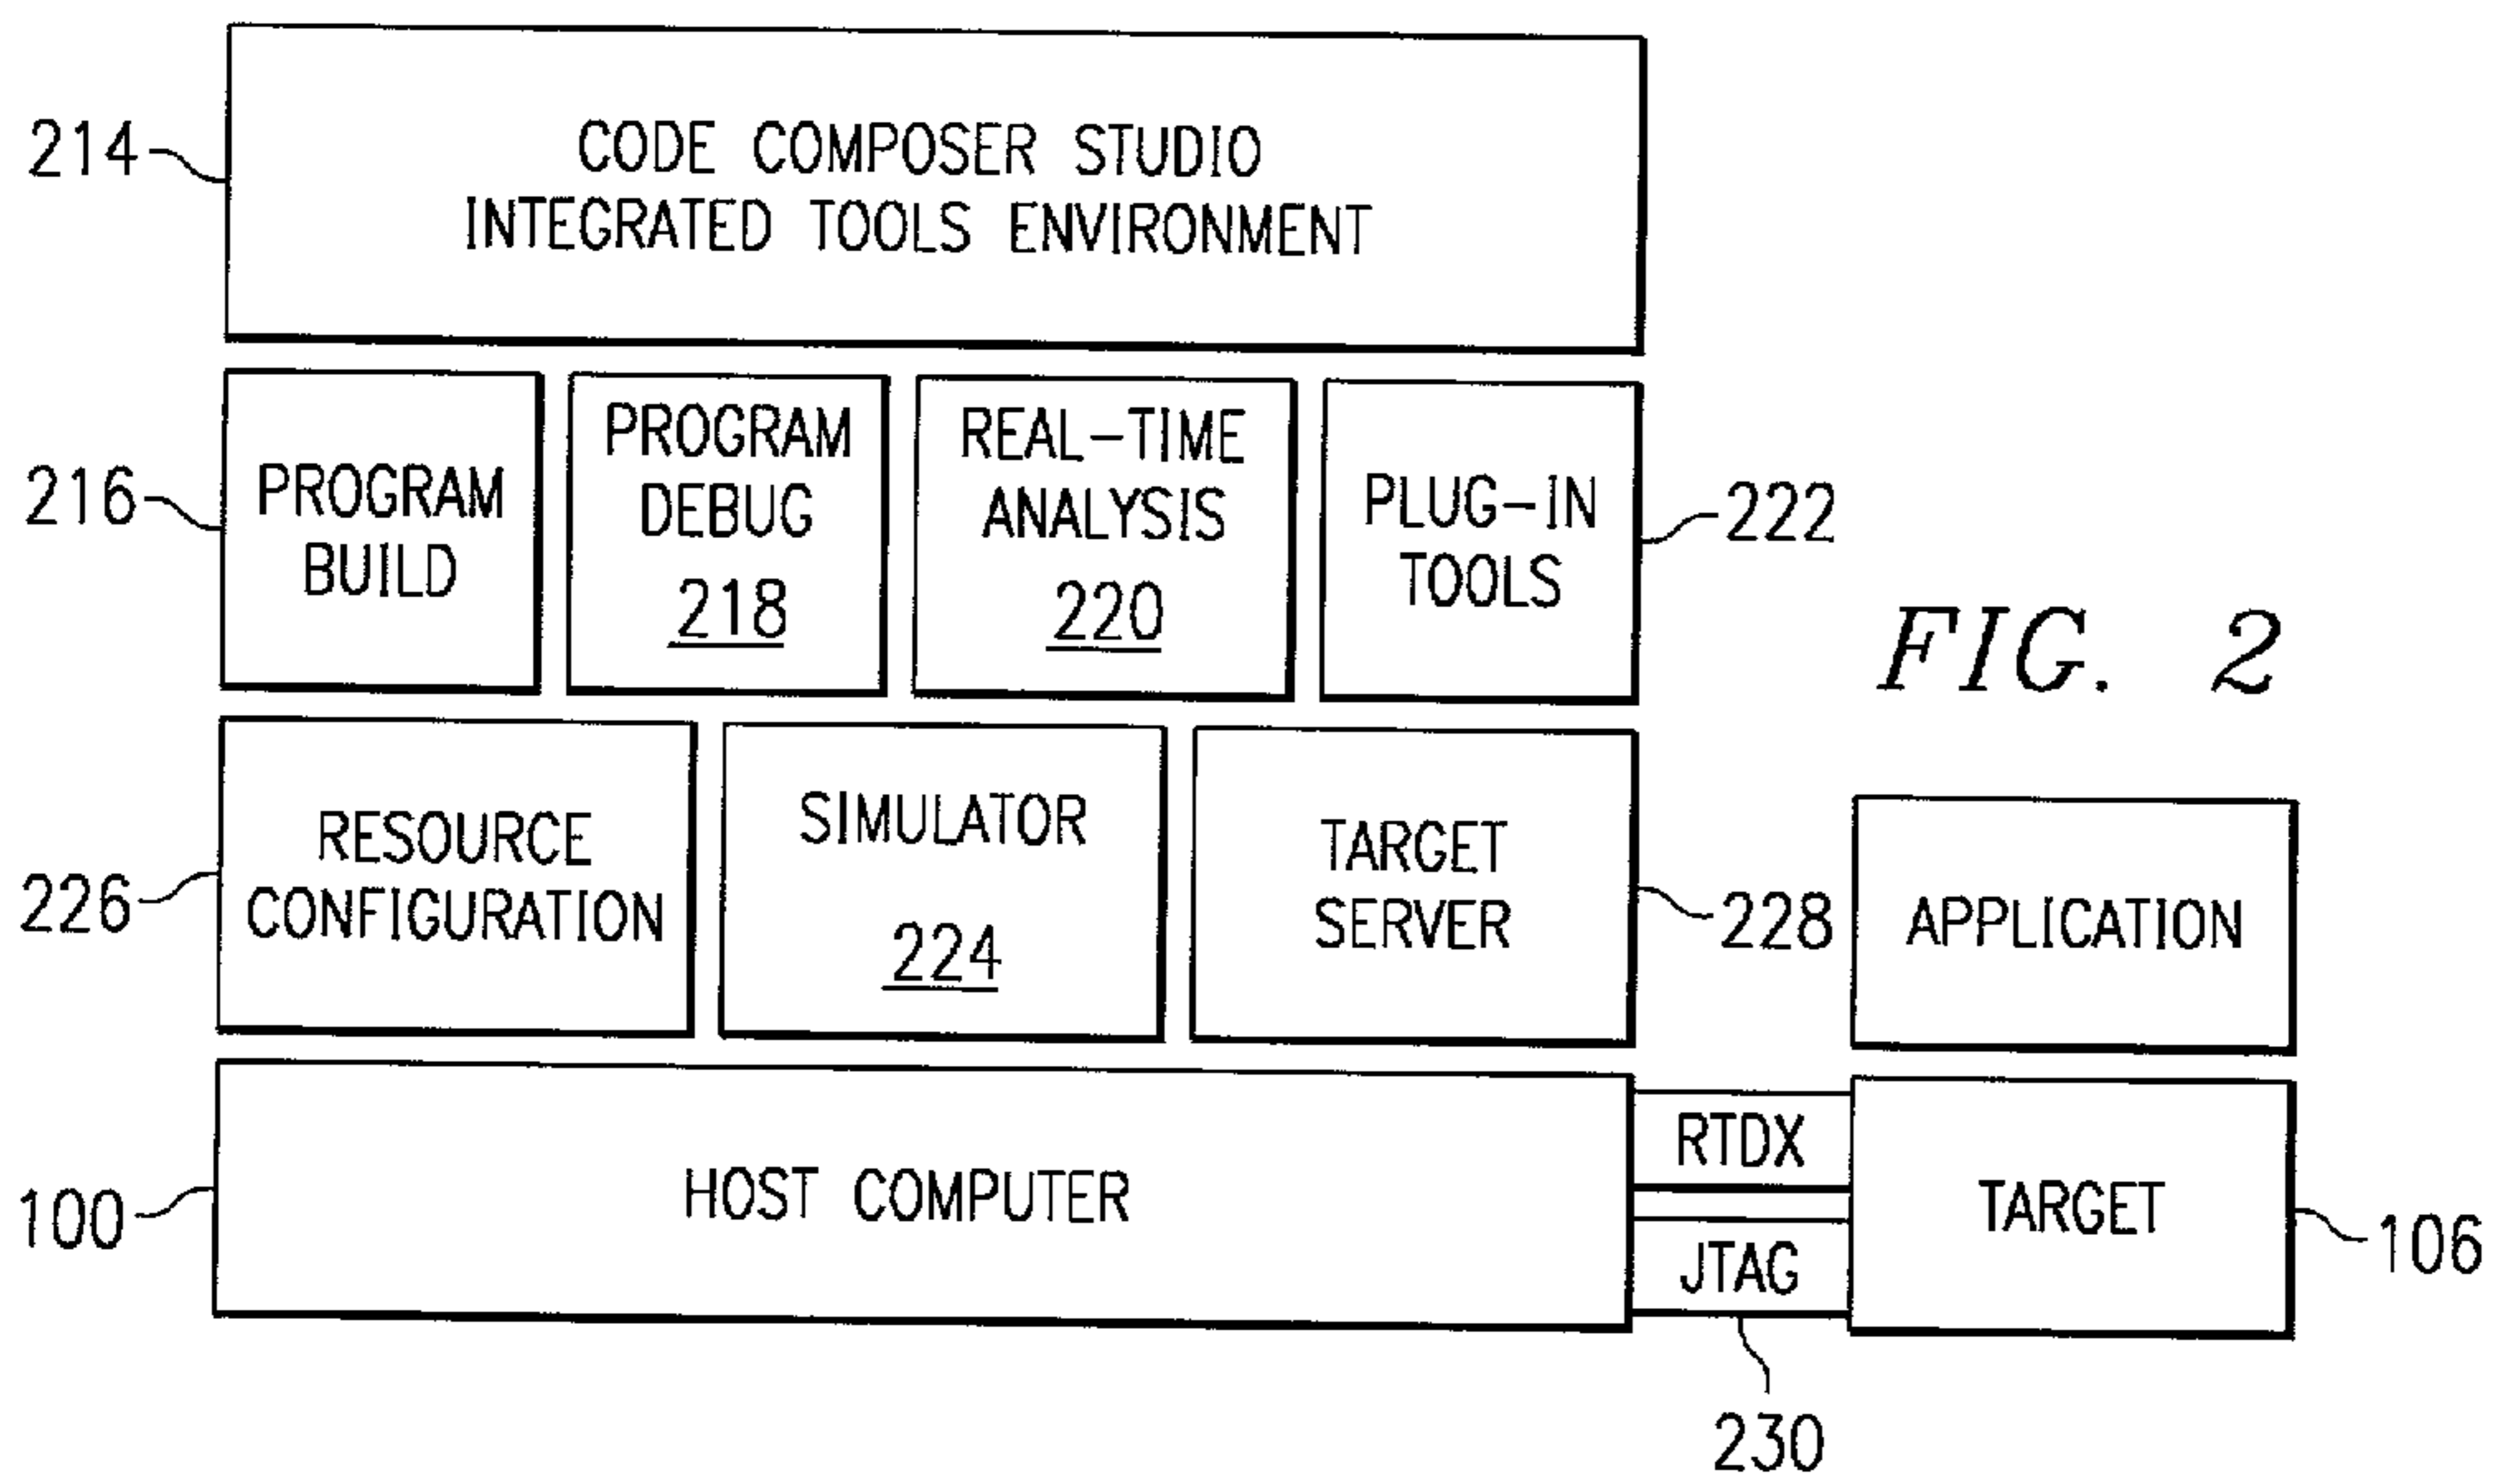 214
CODE COMPOSER STUDIO
INTEGRATED TOOLS ENVIRONMENT
216
PROGRAM
BUILD
PROGRAM
DEBUG
218
REAL-TIME
ANALYSIS
220
PLUG-IN
TOOLS
222
FIG. 2
226
RESOURCE
CONFIGURATION
SIMULATOR
224
TARGET
SERVER
228
APPLICATION
100
HOST COMPUTER
RTDX
JTAG
230
TARGET
106